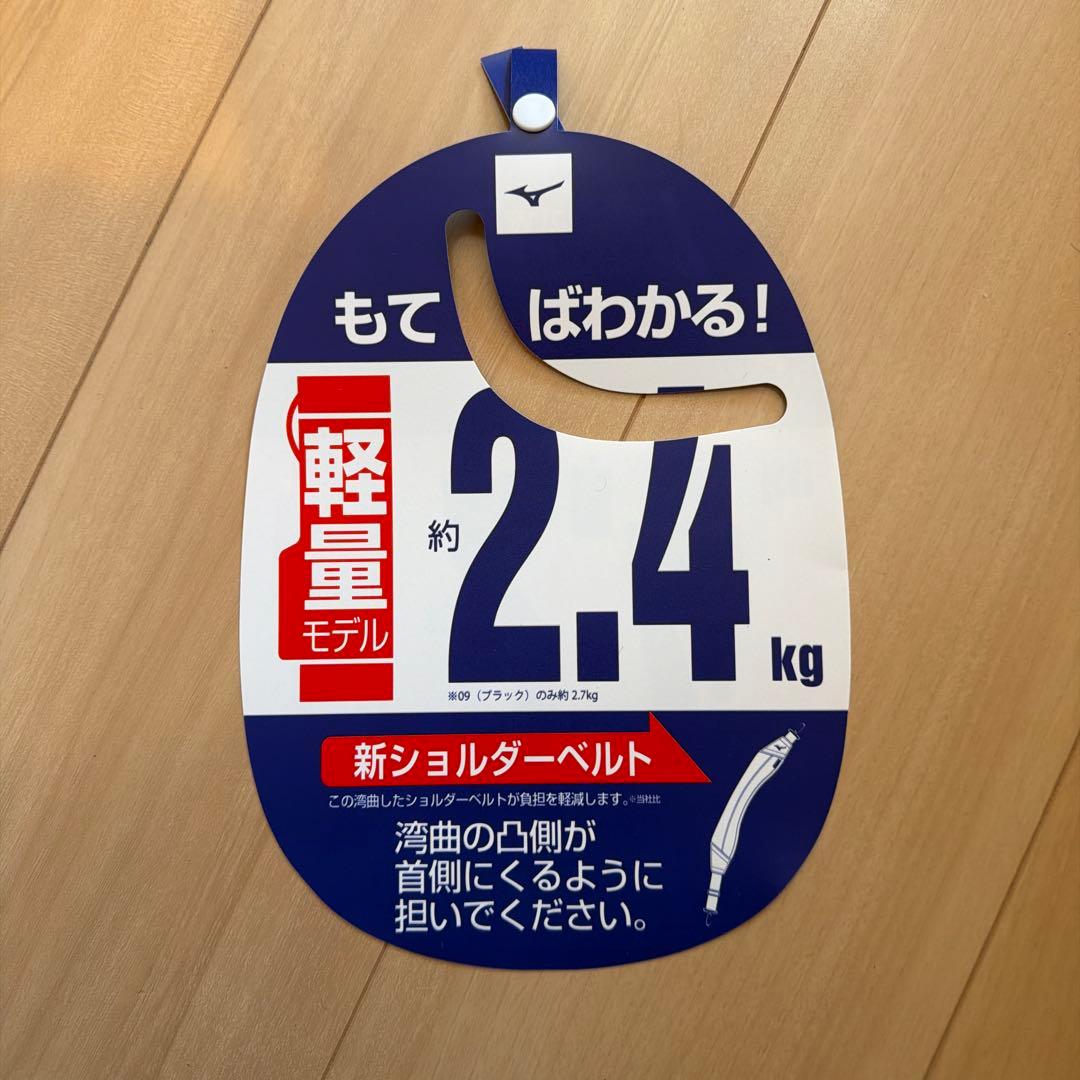 もてばわかる!
軽量
モデル
約2.4kg
※09（ブラック）のみ約2.7kg
新ショルダーベルト
この湾曲したショルダーベルトが負担を軽減します。※当社比
湾曲の凸側が
首側にくるように
担いでください。